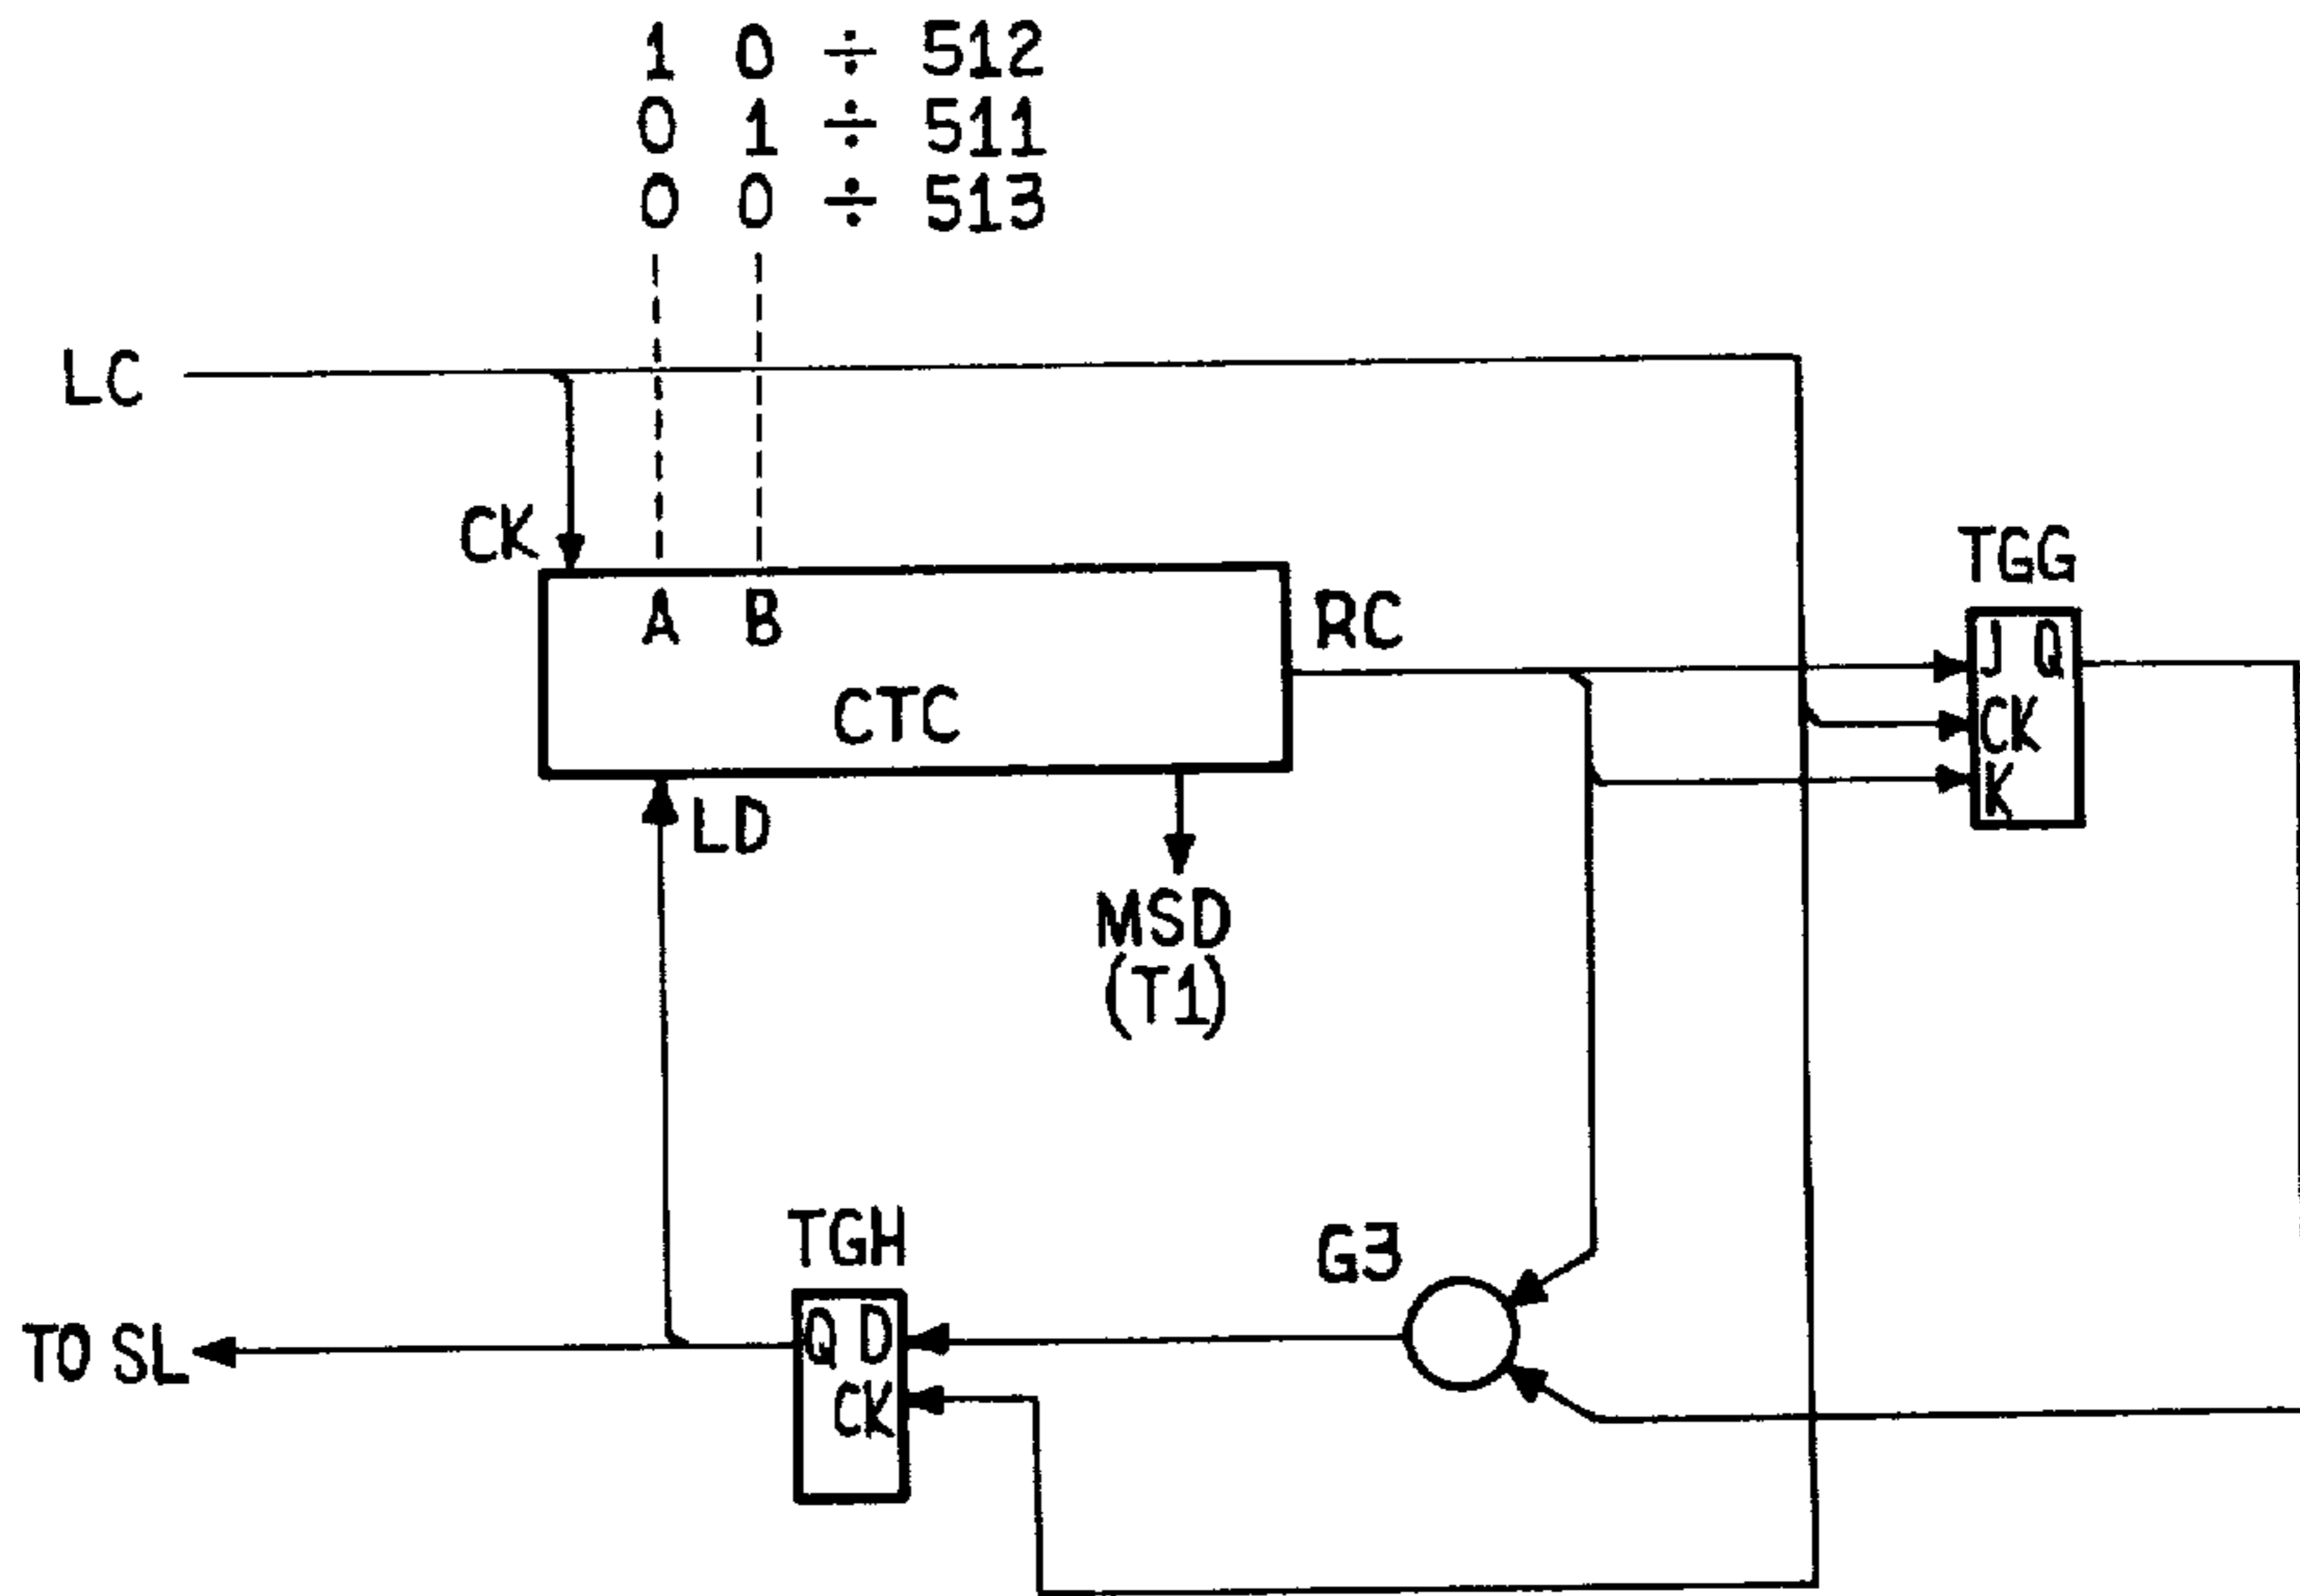 1 0 ÷ 512
0 1 ÷ 511
0 0 ÷ 513
LC
CK
A B
RC
CTC
TGG
J Q
CK
K
LD
MSD
(T1)
TGH
G3
Q D
CK
TO SL